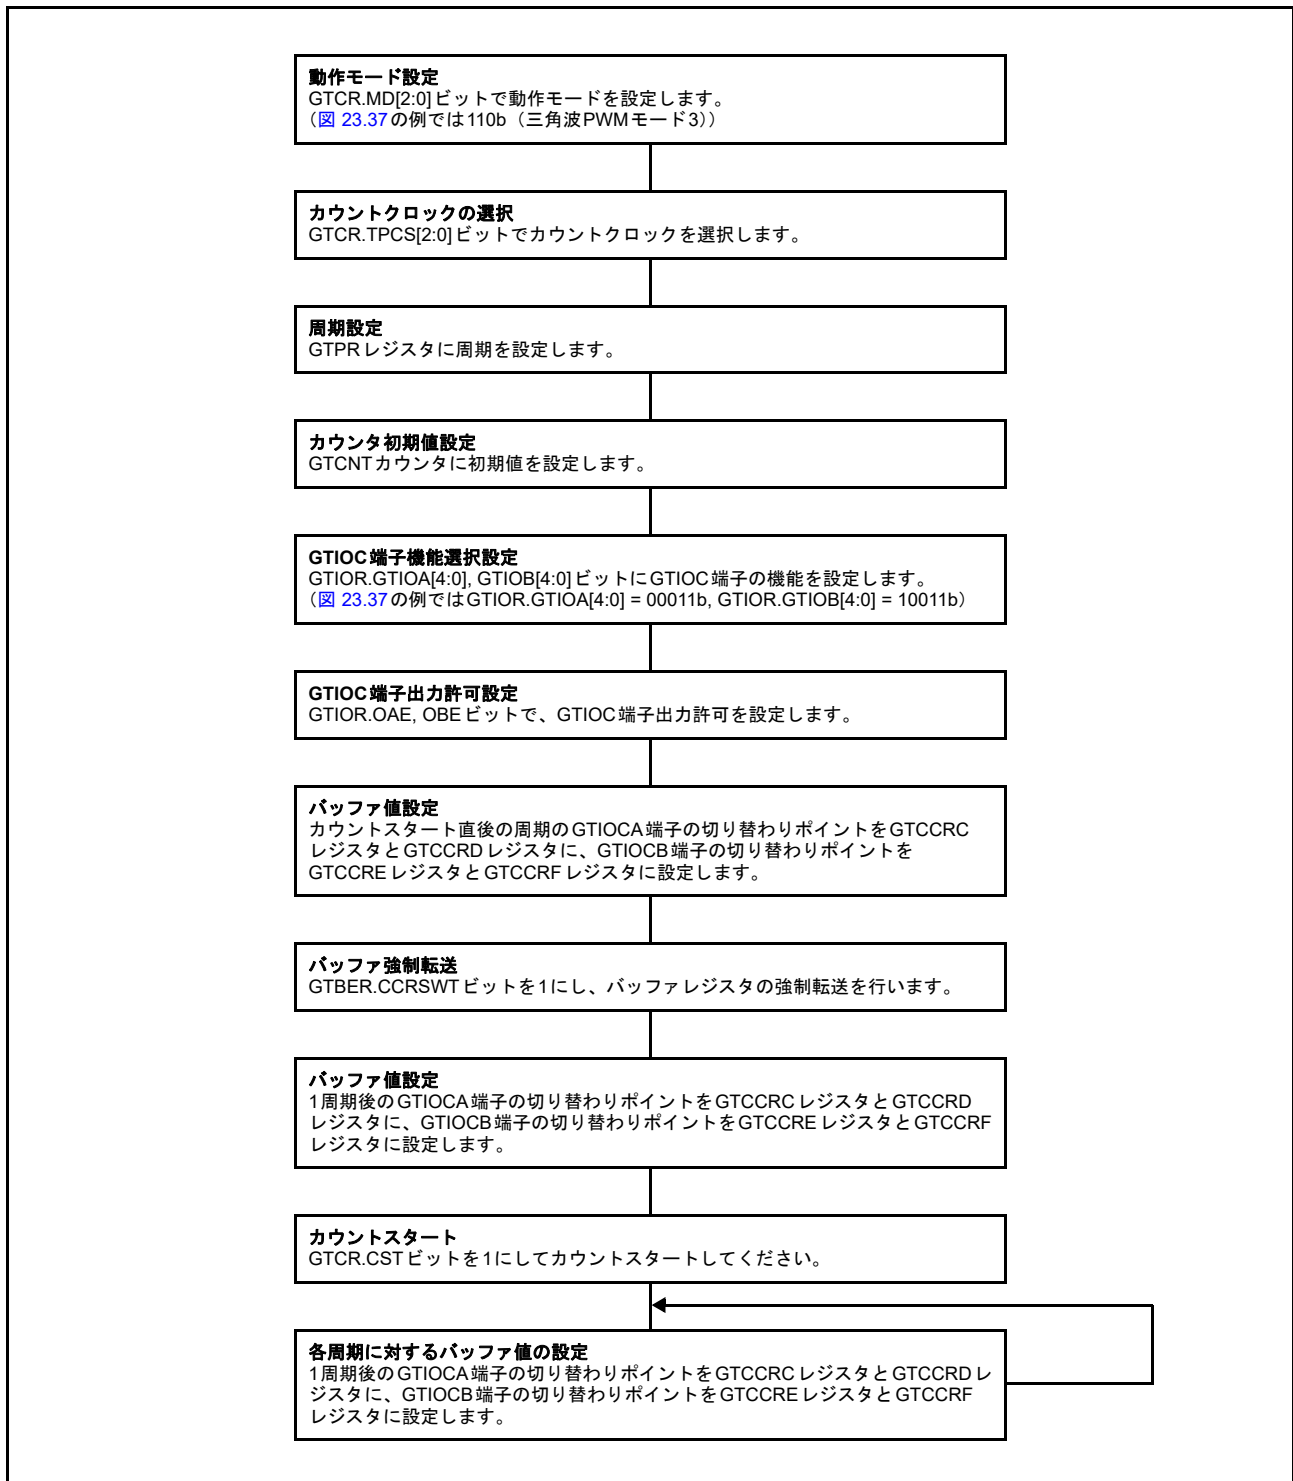 動作モード設定
GTCR.MD[2:0]ビットで動作モードを設定します。
（図 23.37の例では110b（三角波PWMモード3））
カウントクロックの選択
GTCR.TPCS[2:0]ビットでカウントクロックを選択します。
周期設定
GTPRレジスタに周期を設定します。
カウンタ初期値設定
GTCNTカウンタに初期値を設定します。
GTIOC端子機能選択設定
GTIOR.GTIOA[4:0], GTIOB[4:0]ビットにGTIOC端子の機能を設定します。
（図 23.37の例ではGTIOR.GTIOA[4:0] = 00011b, GTIOR.GTIOB[4:0] = 10011b）
GTIOC端子出力許可設定
GTIOR.OAE, OBEビットで、GTIOC端子出力許可を設定します。
バッファ値設定
カウントスタート直後の周期のGTIOCA端子の切り替わりポイントをGTCCRC
レジスタとGTCCRDレジスタに、GTIOCB端子の切り替わりポイントを
GTCCREレジスタとGTCCRFレジスタに設定します。
バッファ強制転送
GTBER.CCRSWTビットを1にし、バッファレジスタの強制転送を行います。
バッファ値設定
1周期後のGTIOCA端子の切り替わりポイントをGTCCRCレジスタとGTCCRD
レジスタに、GTIOCB端子の切り替わりポイントをGTCCREレジスタとGTCCRF
レジスタに設定します。
カウントスタート
GTCR.CSTビットを1にしてカウントスタートしてください。
各周期に対するバッファ値の設定
1周期後のGTIOCA端子の切り替わりポイントをGTCCRCレジスタとGTCCRDレ
ジスタに、GTIOCB端子の切り替わりポイントをGTCCREレジスタとGTCCRF
レジスタに設定します。